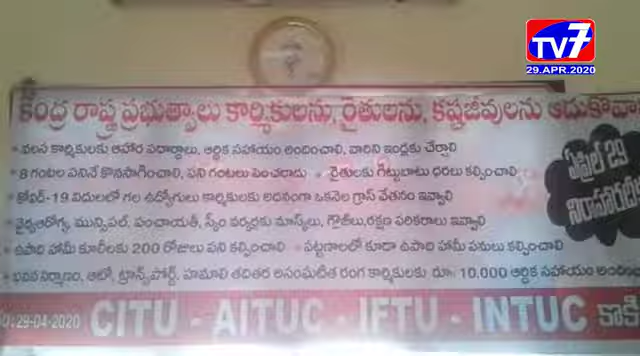 TV7
29.APR.2020
కేంద్ర రాష్ట్ర ప్రభుత్వాలు కార్మికులను, రైతులను, కష్టజీవులను ఆదుకోవా
• వలస కార్మికులకు ఆహార పదార్థాలు, ఆర్థిక సహాయం అందించాలి, వారిని ఇండ్లకు చేర్చాలి
• 8 గంటల పనినే కొనసాగించాలి, పని గంటలు పెంచరాదు • రైతులకు గిట్టుబాటు ధరలు కల్పించాలి
• కోవిడ్-19 విధులలో గల ఉద్యోగులు కార్మికులకు అదనంగా ఒకనెల గ్రాస్ వేతనం ఇవ్వాలి
• వైద్యఆరోగ్య, మున్సిపల్, పంచాయతీ, స్కీం వర్కర్లకు మాస్క్‌లు, గ్లౌజ్‌లు,రక్షణ పరికరాలు ఇవ్వాలి
• ఉపాధి హామీ కూలీలకు 200 రోజులు పని కల్పించాలి • పట్టణాలలో కూడా ఉపాధి హామీ పనులు కల్పించాలి
• భవన నిర్మాణం, ఆటో, ట్రాన్స్‌పోర్ట్, హమాలీ తదితర అసంఘటిత రంగ కార్మికులకు రూ. 10,000 ఆర్థిక సహాయం
ఏప్రిల్ 29
:29-04-2020 CITU - AITUC - IFTU - INTUC కాకి